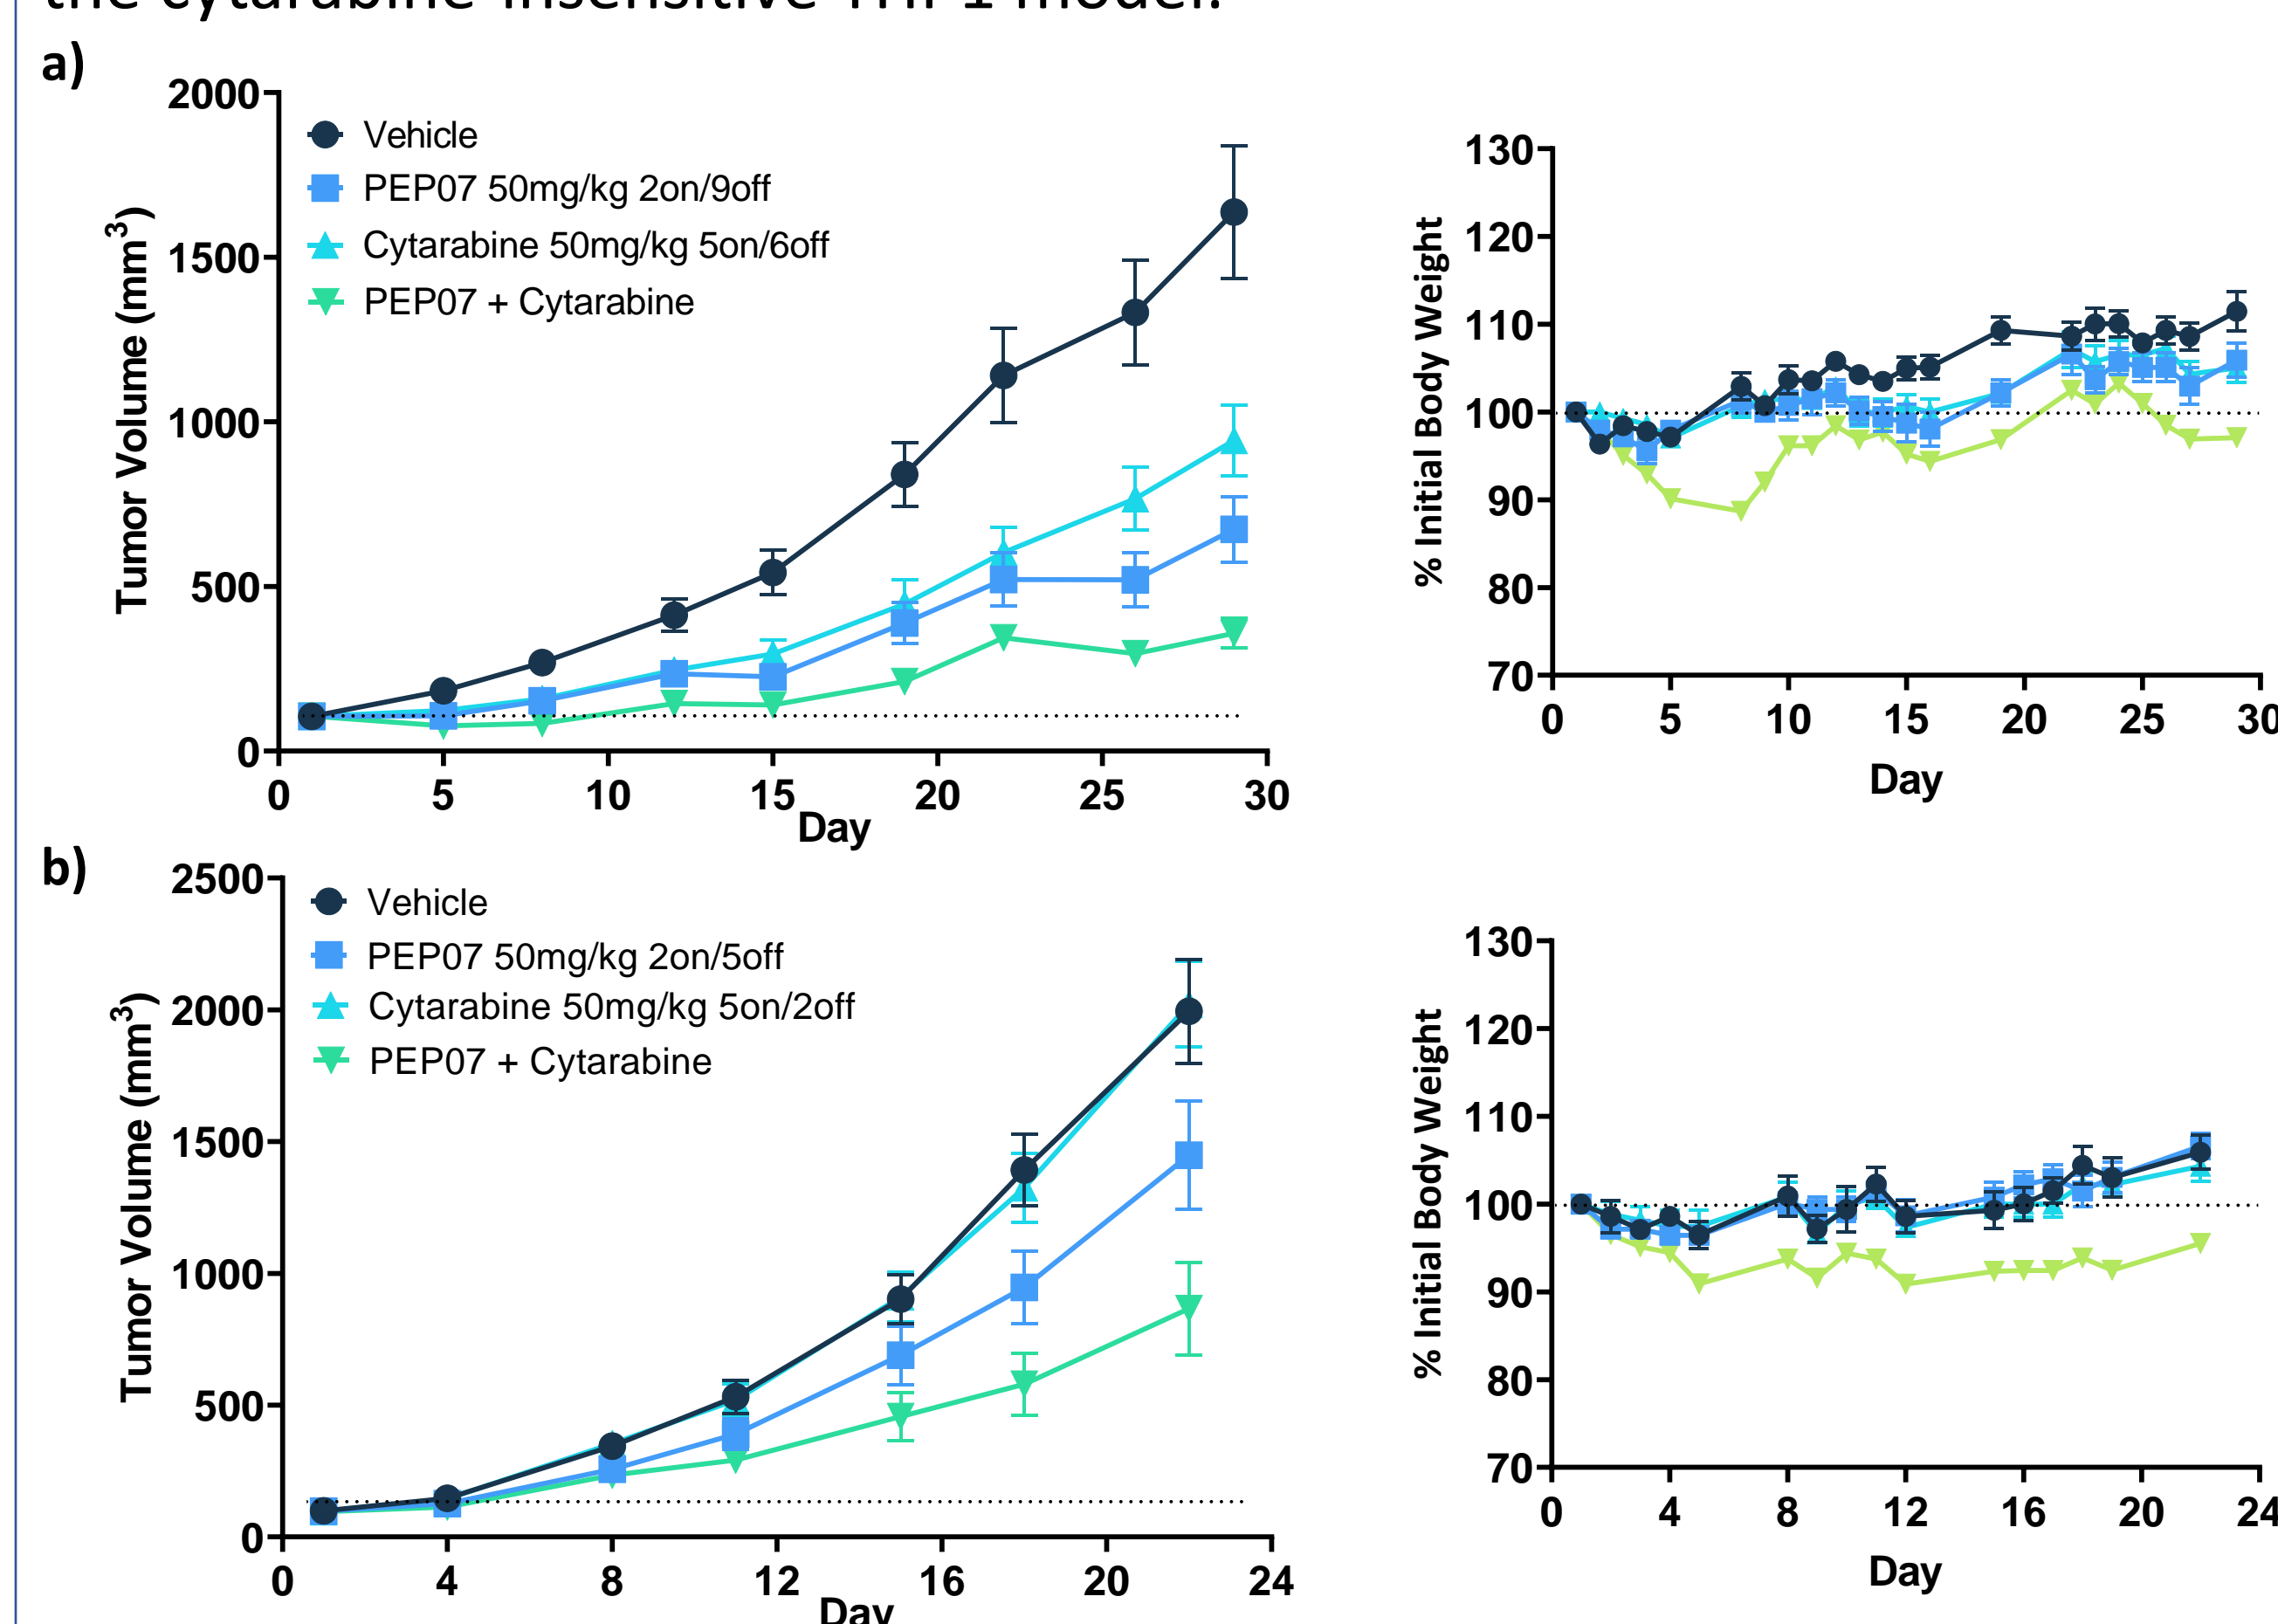 the cytarabine-insensitive THP1 model.
a)
2000
1500
1000
500
0
Tumor Volume (mm³)
Vehicle
PEP07 50mg/kg 2on/9off
Cytarabine 50mg/kg 5on/6off
PEP07 + Cytarabine
0 5 10 15 20 25 30
Day
130
120
110
100
90
80
70
% Initial Body Weight
0 5 10 15 20 25 30
Day
b)
2500
2000
1500
1000
500
0
Tumor Volume (mm³)
Vehicle
PEP07 50mg/kg 2on/5off
Cytarabine 50mg/kg 5on/2off
PEP07 + Cytarabine
0 4 8 12 16 20 24
Day
130
120
110
100
90
80
70
% Initial Body Weight
0 4 8 12 16 20 24
Day